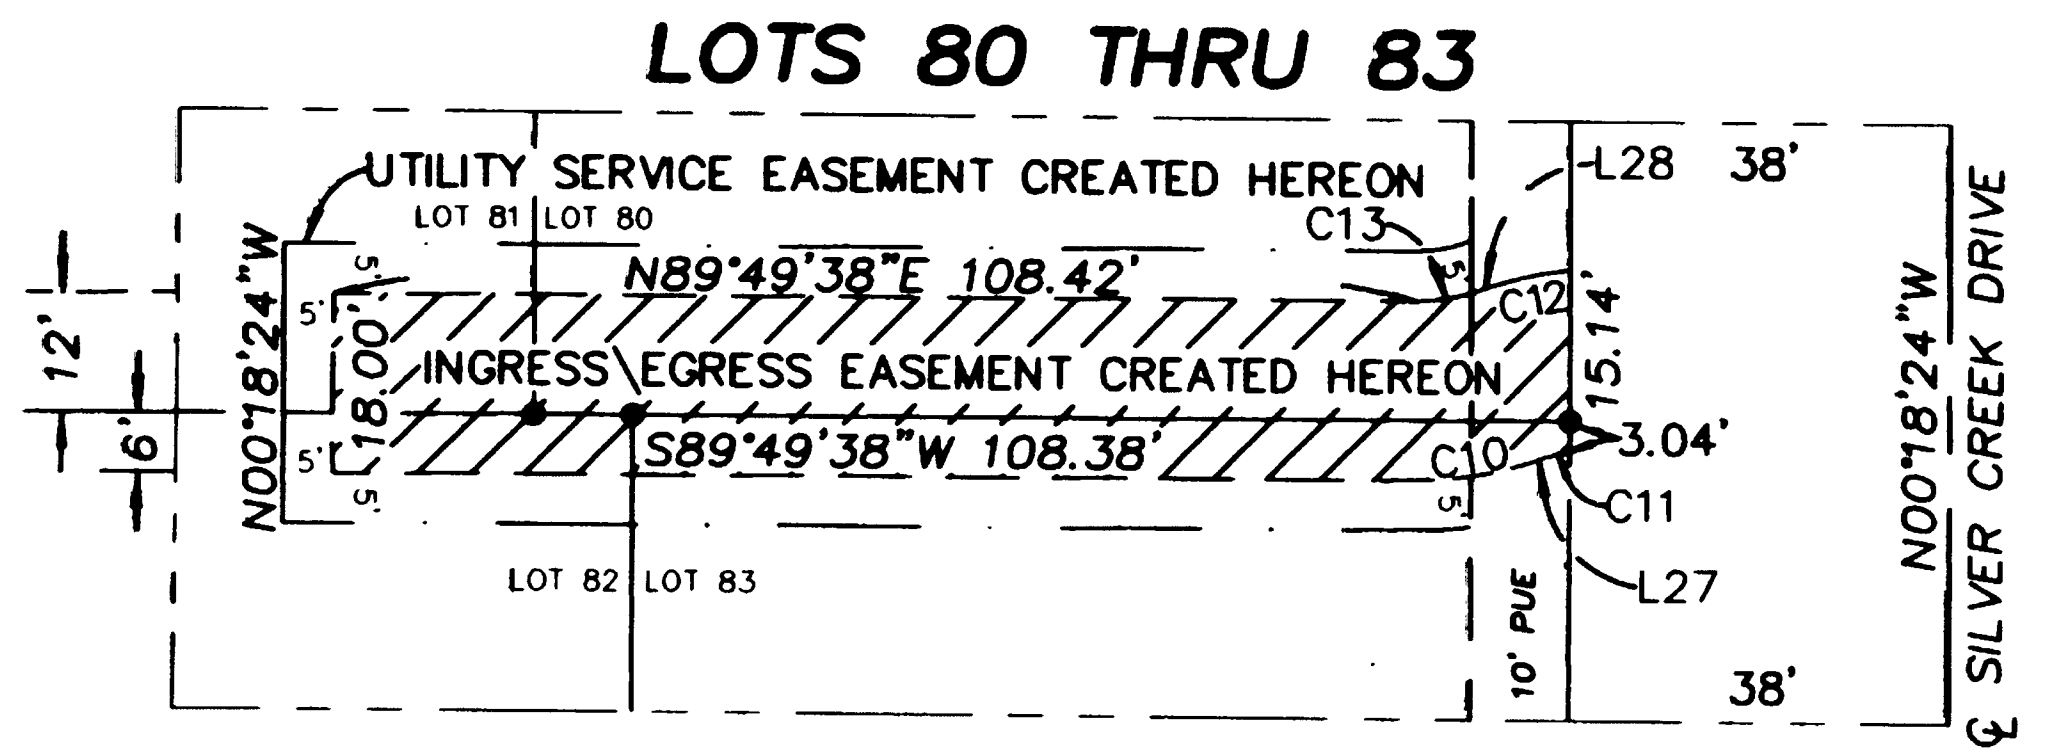 LOTS 80 THRU 83
UTILITY SERVICE EASEMENT CREATED HEREON
L28
38'
LOT 81
LOT 80
C13
5'
5'
N89°49'38"E 108.42'
C12
5'
12'
N00°18'24"W
18.00'
15.14'
INGRESS\EGRESS EASEMENT CREATED HEREON
N00°18'24"W
℄ SILVER CREEK DRIVE
6'
5'
S89°49'38"W 108.38'
C10
3.04'
5'
5'
C11
LOT 82
LOT 83
L27
10' PUE
38'